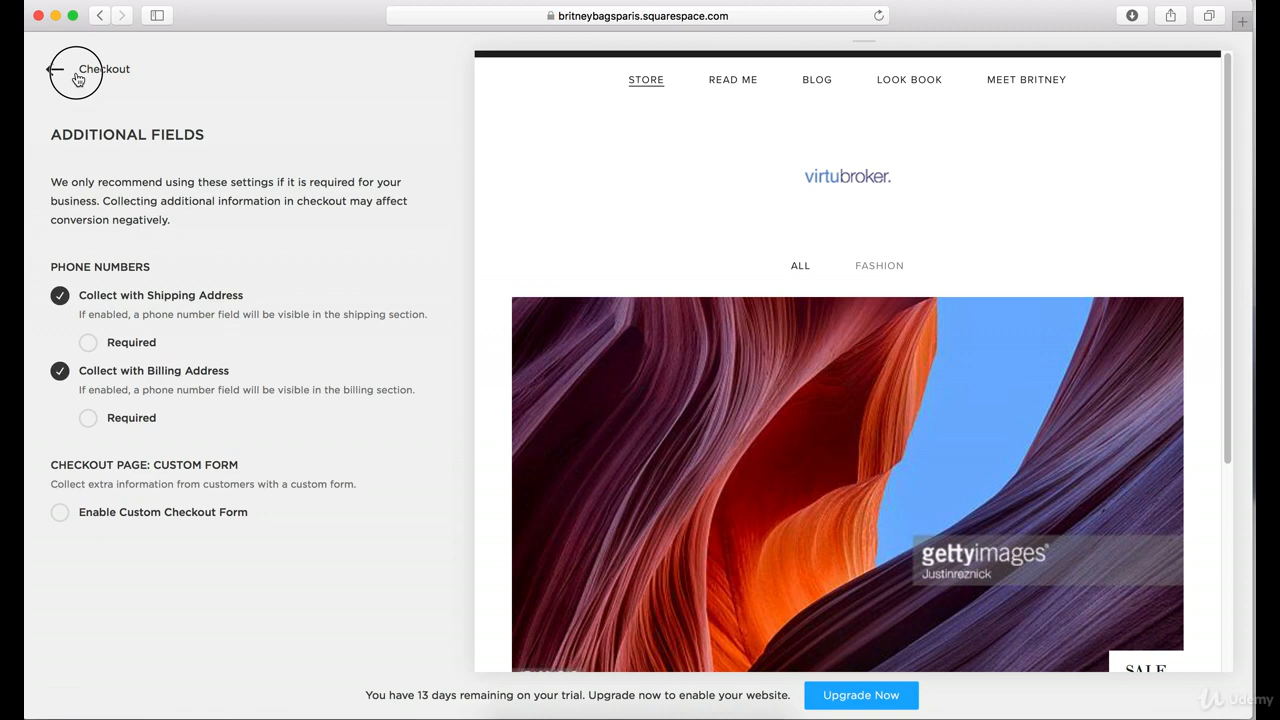 britneybagsparis.squarespace.com
Checkout
ADDITIONAL FIELDS
We only recommend using these settings if it is required for your
business. Collecting additional information in checkout may affect
conversion negatively.
PHONE NUMBERS
Collect with Shipping Address
If enabled, a phone number field will be visible in the shipping section.
Required
Collect with Billing Address
If enabled, a phone number field will be visible in the billing section.
Required
CHECKOUT PAGE: CUSTOM FORM
Collect extra information from customers with a custom form.
Enable Custom Checkout Form
STORE READ ME BLOG LOOK BOOK MEET BRITNEY
virtubroker.
ALL FASHION
gettyimages®
Justinreznick
SALE
You have 13 days remaining on your trial. Upgrade now to enable your website. Upgrade Now
Udemy